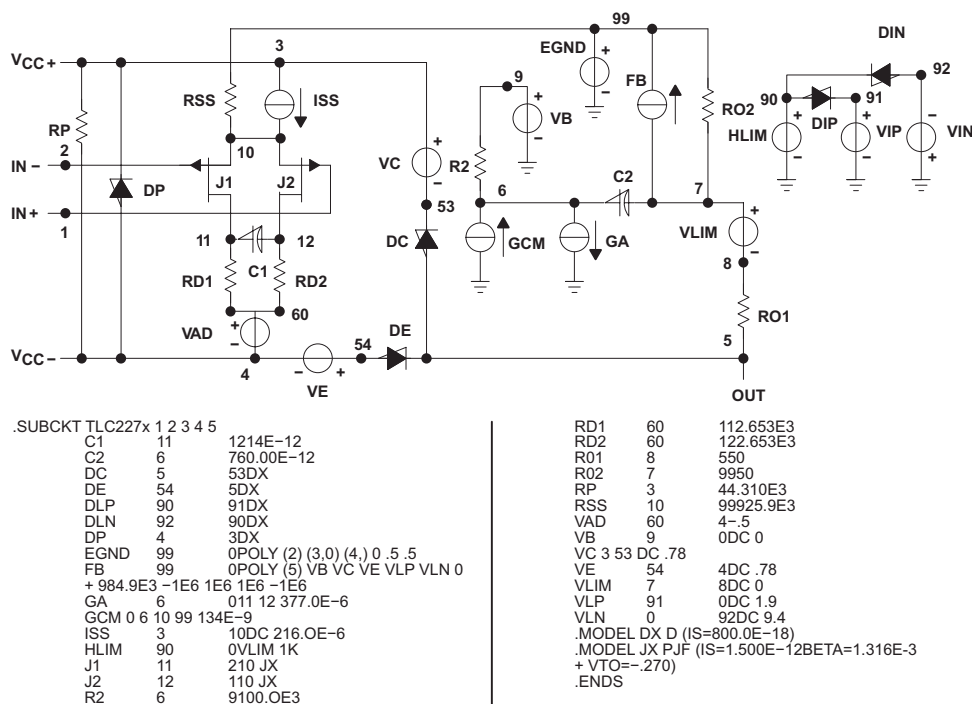 99
3
DIN
VCC+
EGND
+
92
9
FB
RSS
ISS
+
RO2
90
91
RP
VB
DIP
2
10
HLIM
VIP
VIN
IN −
VC
R2
C2
J1
J2
6
7
DP
IN+
53
1
GCM
GA
VLIM
11
12
DC
C1
8
RD1
RD2
RO1
60
VAD
DE
5
VCC−
54
4
VE
OUT
.SUBCKT TLC227x 1 2 3 4 5
C1 11 1214E−12
C2 6 760.00E−12
DC 5 53DX
DE 54 5DX
DLP 90 91DX
DLN 92 90DX
DP 4 3DX
EGND 99 0POLY (2) (3,0) (4,) 0 .5 .5
FB 99 0POLY (5) VB VC VE VLP VLN 0
+ 984.9E3 −1E6 1E6 1E6 −1E6
GA 6 011 12 377.0E−6
GCM 0 6 10 99 134E−9
ISS 3 10DC 216.OE−6
HLIM 90 0VLIM 1K
J1 11 210 JX
J2 12 110 JX
R2 6 9100.OE3
RD1 60 112.653E3
RD2 60 122.653E3
R01 8 550
R02 7 9950
RP 3 44.310E3
RSS 10 99925.9E3
VAD 60 4−.5
VB 9 0DC 0
VC 3 53 DC .78
VE 54 4DC .78
VLIM 7 8DC 0
VLP 91 0DC 1.9
VLN 0 92DC 9.4
.MODEL DX D (IS=800.0E−18)
.MODEL JX PJF (IS=1.500E−12BETA=1.316E-3
+ VTO=−.270)
.ENDS